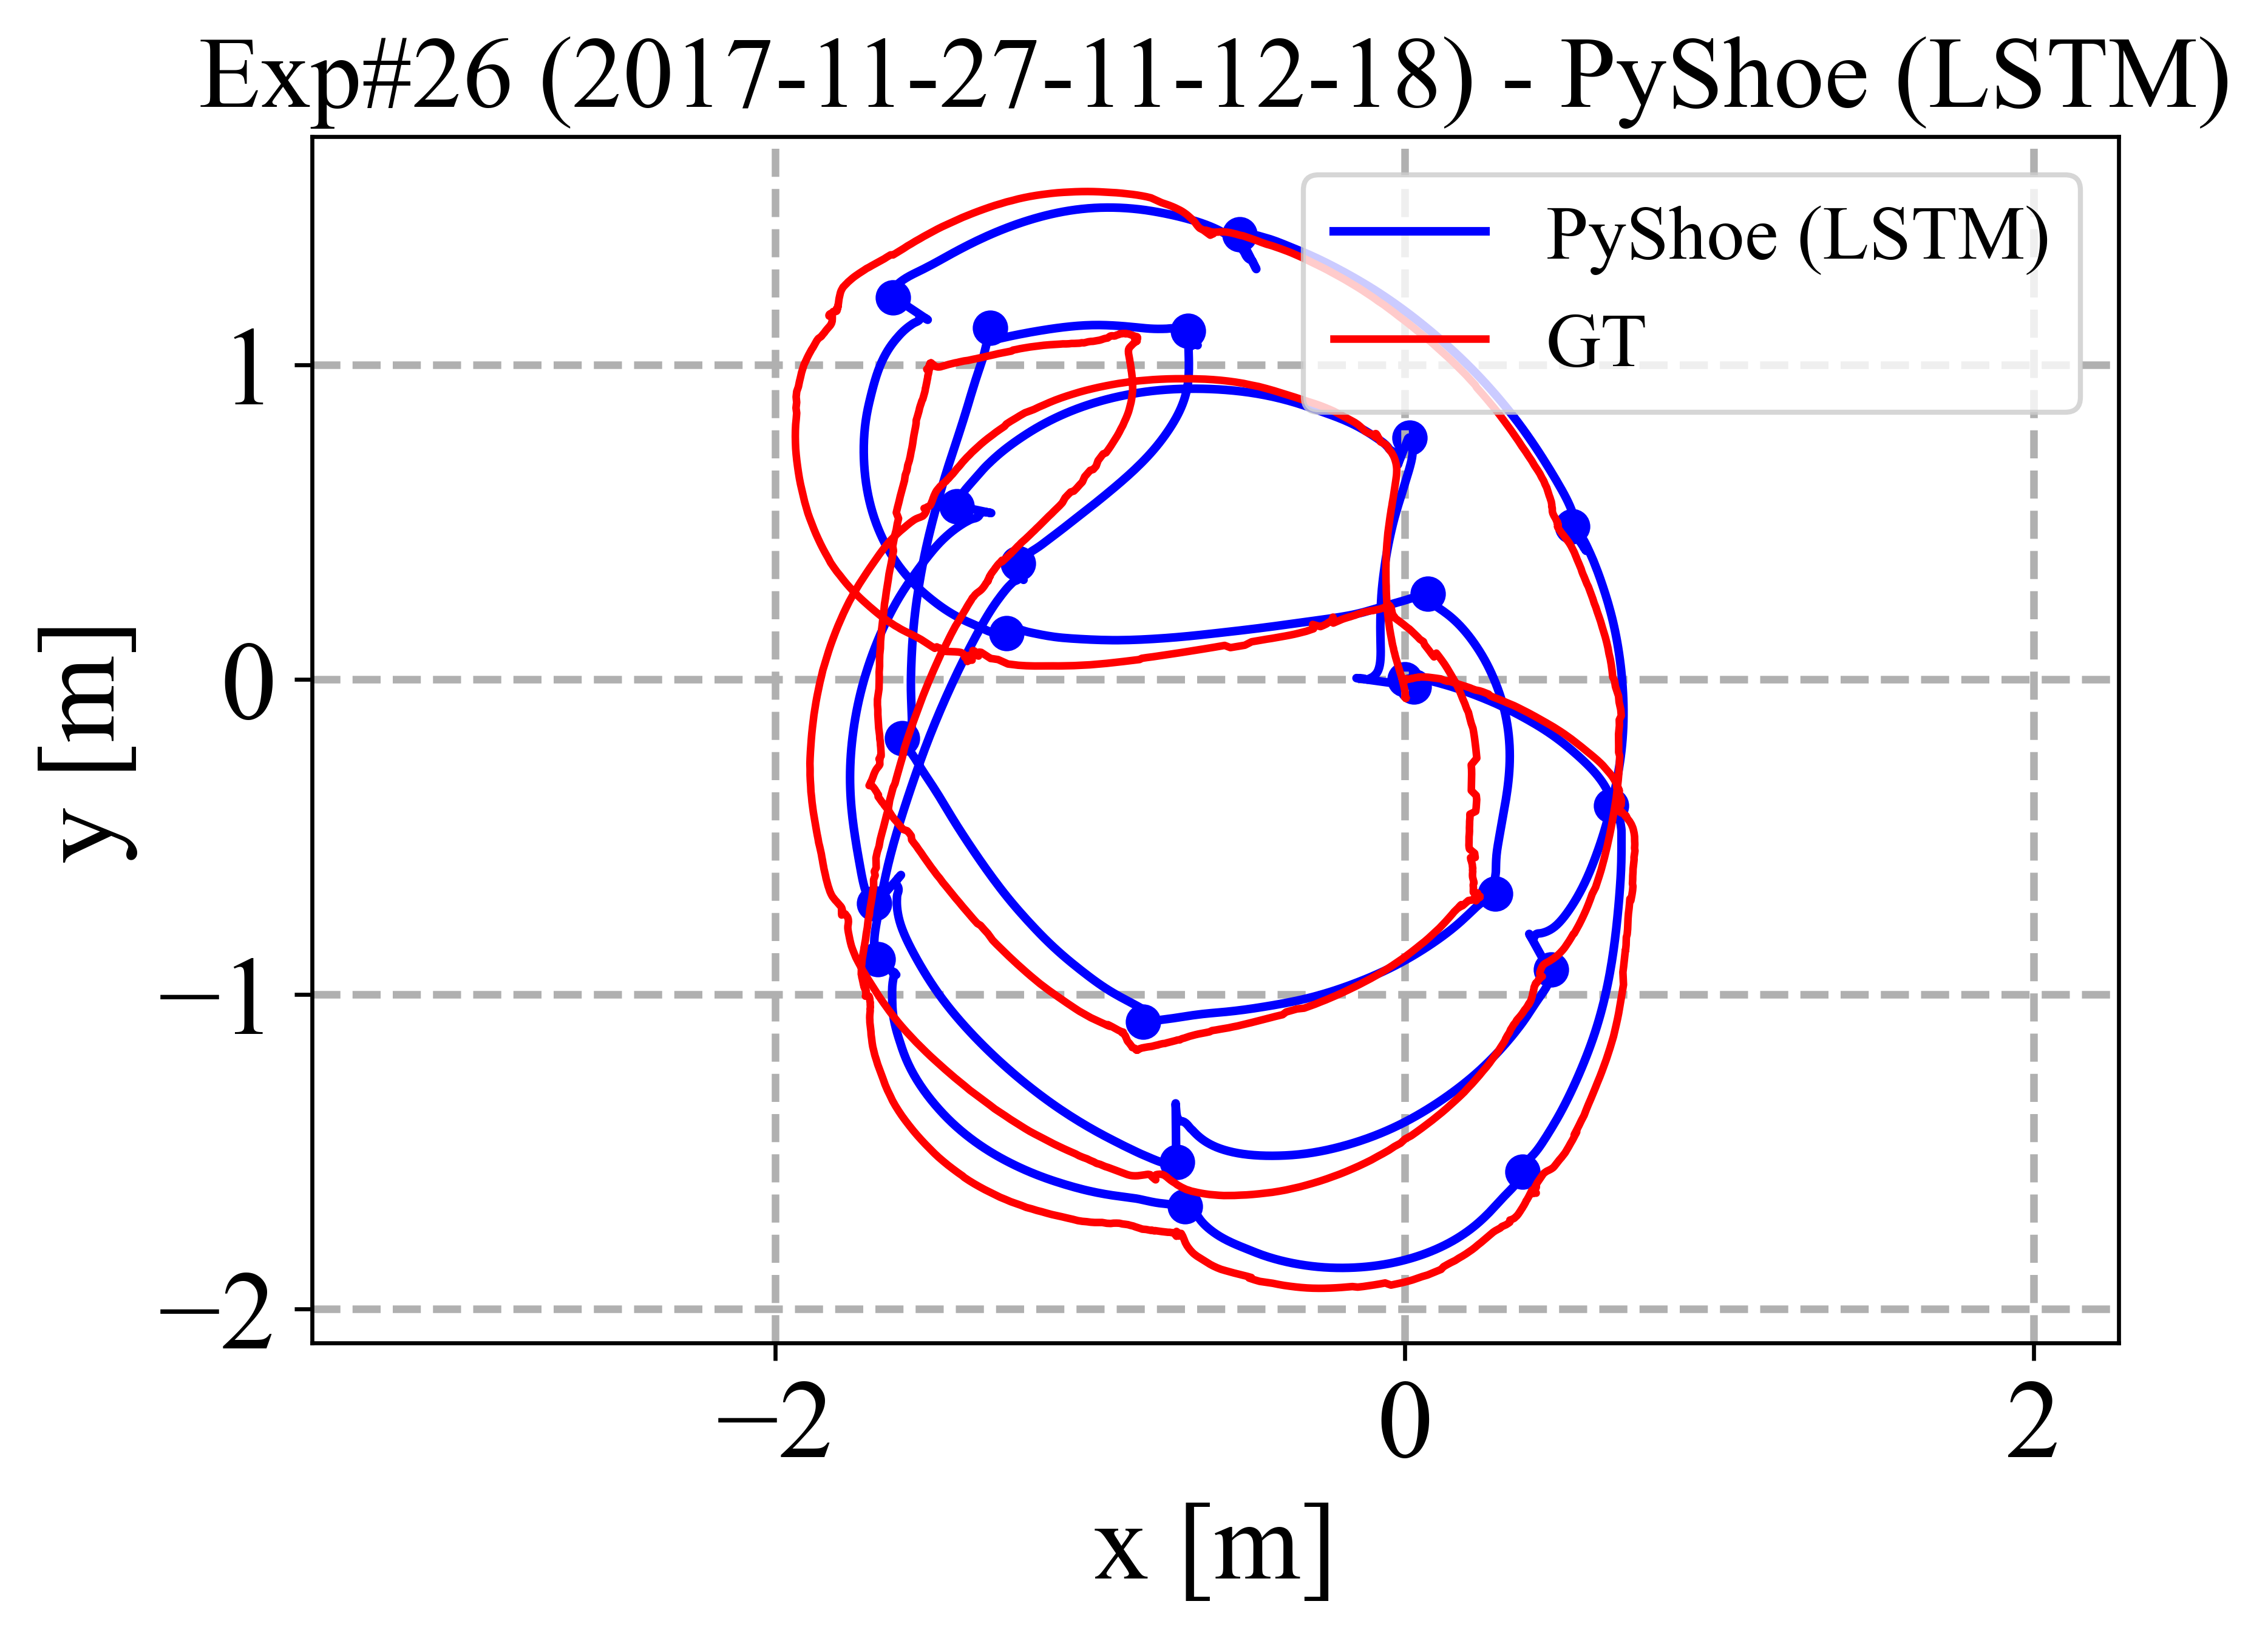 Exp#26 (2017-11-27-11-12-18) - PyShoe (LSTM)
PyShoe (LSTM)
GT
1
0
−1
−2
y [m]
−2 0 2
x [m]